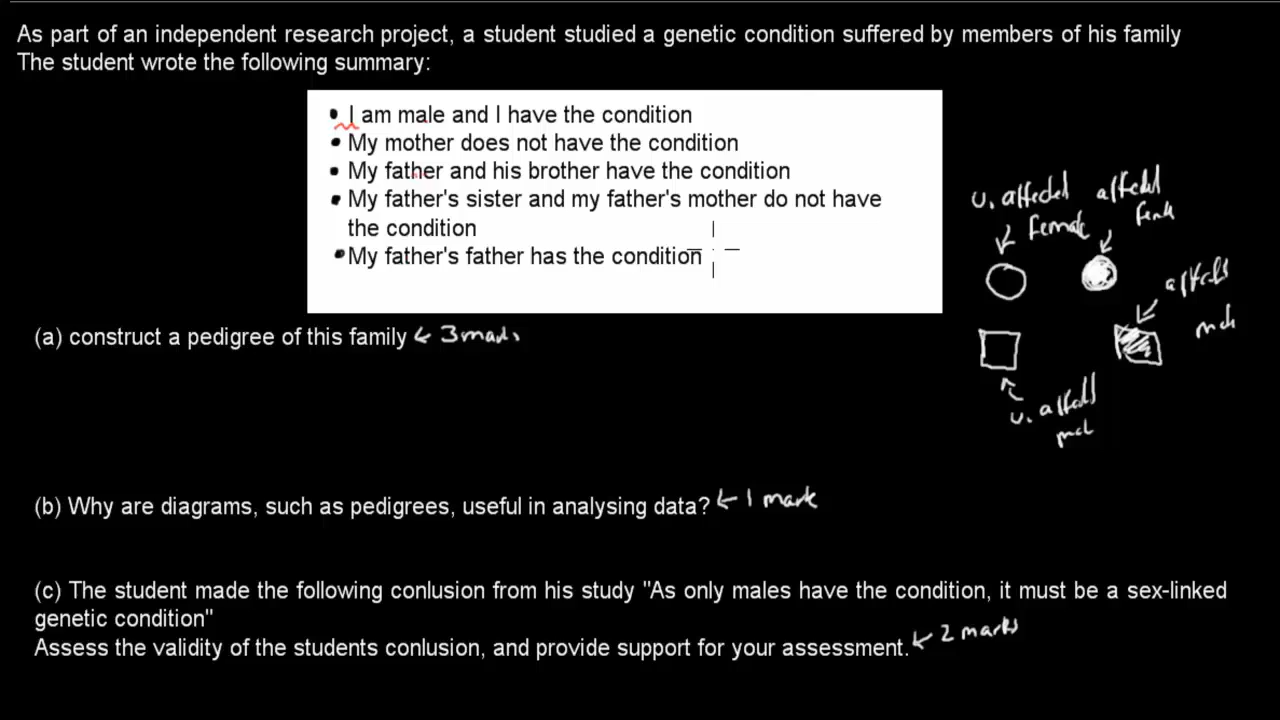 As part of an independent research project, a student studied a genetic condition suffered by members of his family
The student wrote the following summary:
• I am male and I have the condition
• My mother does not have the condition
• My father and his brother have the condition
• My father's sister and my father's mother do not have
the condition
• My father's father has the condition
u. affected
female
affected
(a) construct a pedigree of this family ← 3 marks
u.
(b) Why are diagrams, such as pedigrees, useful in analysing data? ← 1 mark
(c) The student made the following conlusion from his study "As only males have the condition, it must be a sex-linked
genetic condition"
Assess the validity of the students conlusion, and provide support for your assessment. ← 2 marks